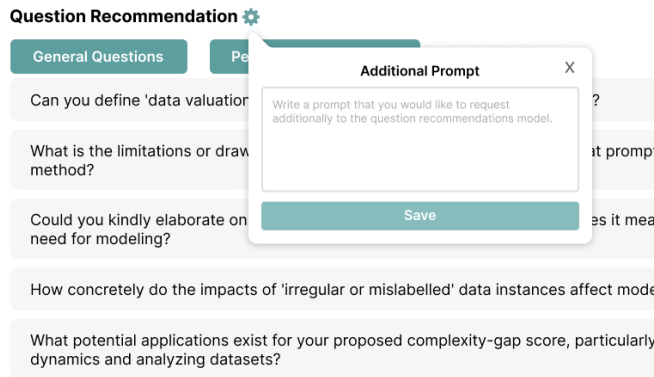 Question Recommendation
General Questions
Pe
Additional Prompt
X
Write a prompt that you would like to request
additionally to the question recommendations model.
Save
Can you define 'data valuation ?
What is the limitations or draw at prompt
method?
Could you kindly elaborate on es it mea
need for modeling?
How concretely do the impacts of 'irregular or mislabelled' data instances affect mode
What potential applications exist for your proposed complexity-gap score, particularly
dynamics and analyzing datasets?